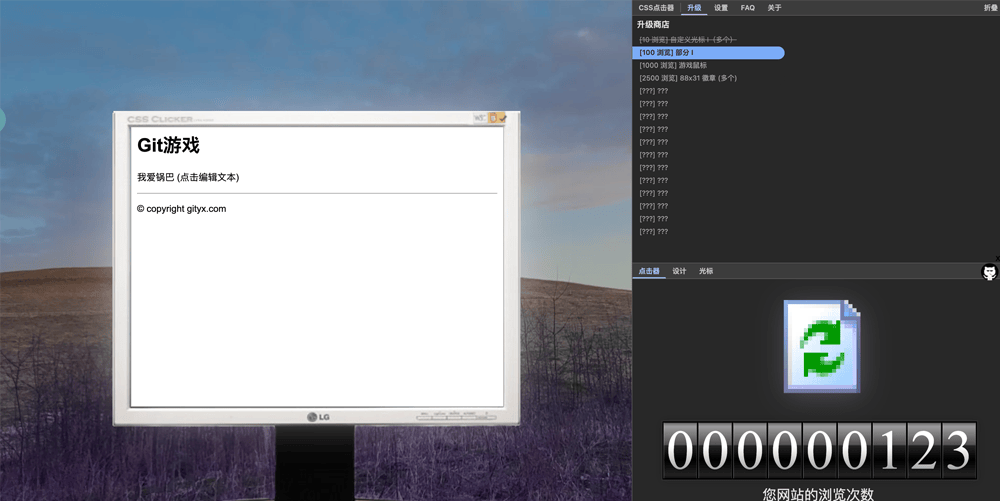 CSS CLICKER
Git游戏
我爱锅巴 (点击编辑文本)
© copyright gityx.com
LG
CSS点击器 升级 设置 FAQ 关于 折叠
升级商店
[10 浏览] 自定义光标 I (多个)
[100 浏览] 部分 I
[1000 浏览] 游戏鼠标
[2500 浏览] 88x31 徽章 (多个)
[???] ???
[???] ???
[???] ???
[???] ???
[???] ???
[???] ???
[???] ???
[???] ???
[???] ???
[???] ???
[???] ???
[???] ???
点击器 设计 光标
000000123
您网站的浏览次数